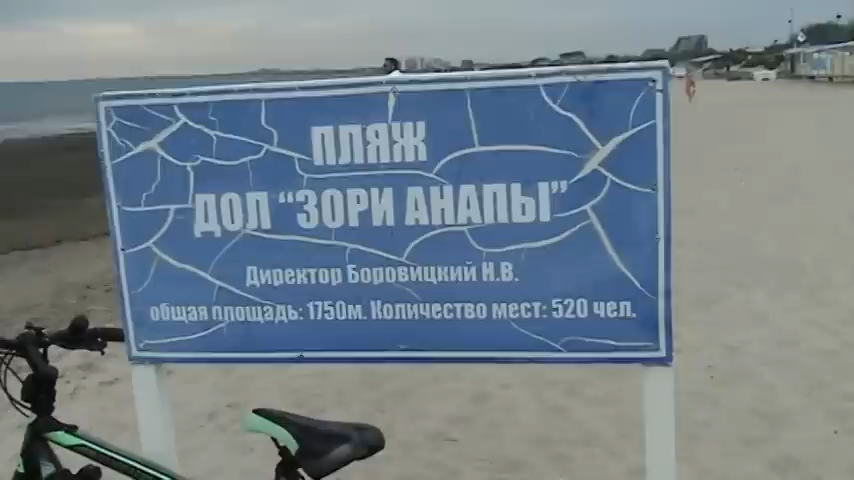 ПЛЯЖ
ДОЛ "ЗОРИ АНАПЫ"
Директор Боровицкий И.В.
общая площадь: 1750м. Количество мест: 520 чел.